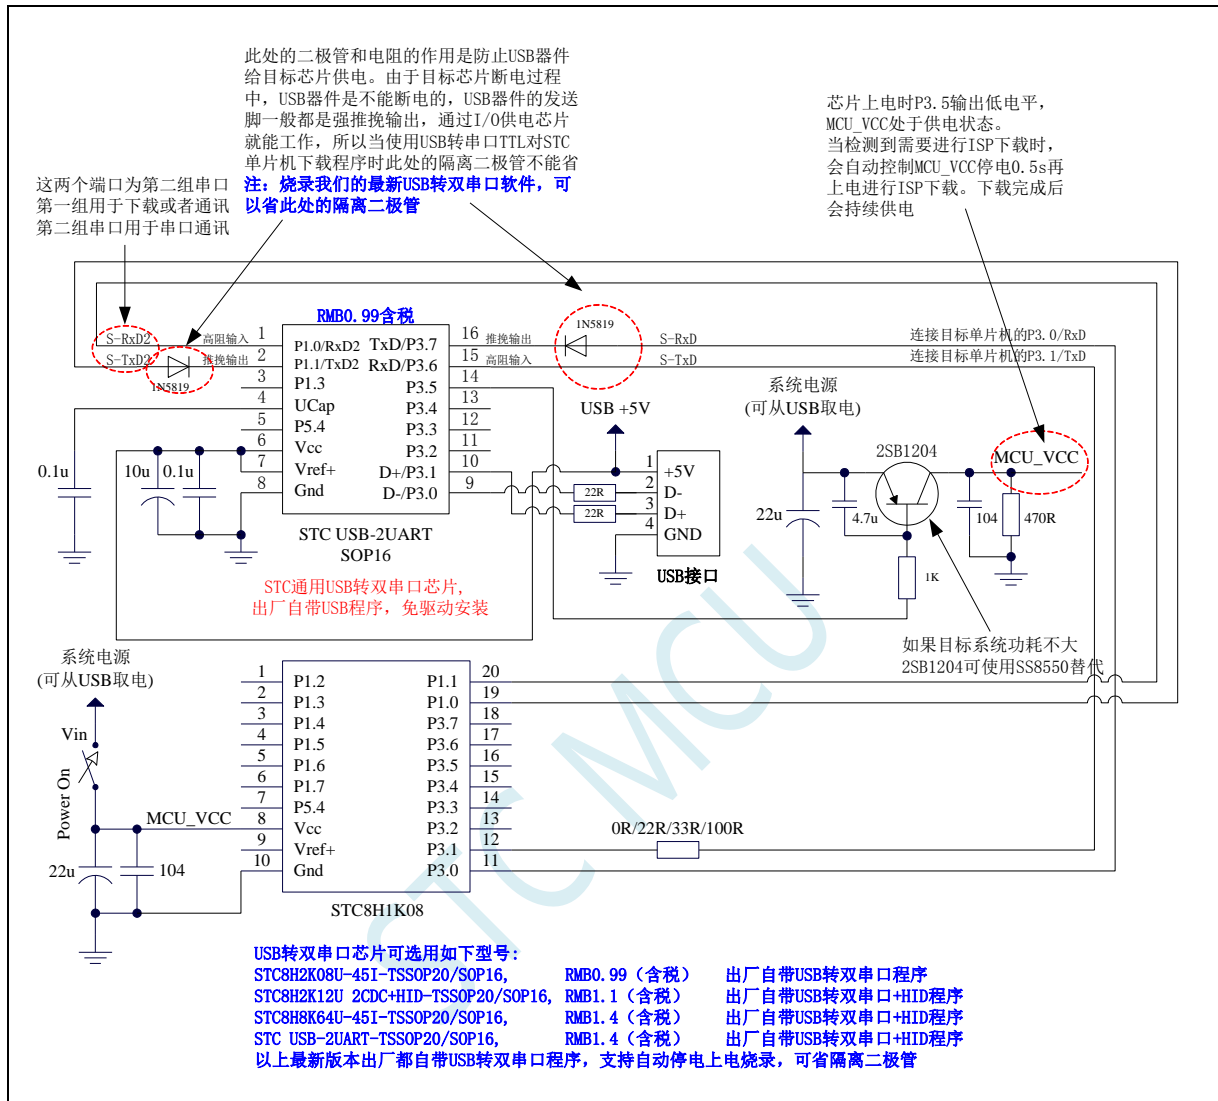 此处的二极管和电阻的作用是防止USB器件
给目标芯片供电。由于目标芯片断电过程
中，USB器件是不能断电的，USB器件的发送
脚一般都是强推挽输出，通过I/O供电芯片
就能工作，所以当使用USB转串口TTL对STC
单片机下载程序时此处的隔离二极管不能省
注：烧录我们的最新USB转双串口软件，可
以省此处的隔离二极管
这两个端口为第二组串口
第一组用于下载或者通讯
第二组串口用于串口通讯
芯片上电时P3.5输出低电平，
MCU_VCC处于供电状态。
当检测到需要进行ISP下载时，
会自动控制MCU_VCC停电0.5s再
上电进行ISP下载。下载完成后
会持续供电
RMB0.99含税
S-RxD2 高阻输入 1 P1.0/RxD2 TxD/P3.7 16 推挽输出 1N5819 S-RxD 连接目标单片机的P3.0/RxD
S-TxD2 1N5819 推挽输出 2 P1.1/TxD2 RxD/P3.6 15 高阻输入 S-TxD 连接目标单片机的P3.1/TxD
3 P1.3 P3.5 14
4 UCap P3.4 13
5 P5.4 P3.3 12
6 Vcc P3.2 11
7 Vref+ D+/P3.1 10
8 Gnd D-/P3.0 9
0.1u 10u 0.1u
STC USB-2UART
SOP16
STC通用USB转双串口芯片，
出厂自带USB程序，免驱动安装
USB +5V
22R
22R
1 +5V
2 D-
3 D+
4 GND
USB接口
系统电源
(可从USB取电)
2SB1204
MCU_VCC
22u 4.7u 104 470R
1K
如果目标系统功耗不大
2SB1204可使用SS8550替代
系统电源
(可从USB取电)
Vin
Power On
MCU_VCC
22u 104
1 P1.2 P1.1 20
2 P1.3 P1.0 19
3 P1.4 P3.7 18
4 P1.5 P3.6 17
5 P1.6 P3.5 16
6 P1.7 P3.4 15
7 P5.4 P3.3 14
8 Vcc P3.2 13
9 Vref+ P3.1 12
10 Gnd P3.0 11
0R/22R/33R/100R
STC8H1K08
STC MCU
USB转双串口芯片可选用如下型号:
STC8H2K08U-45I-TSSOP20/SOP16, RMB0.99（含税） 出厂自带USB转双串口程序
STC8H2K12U 2CDC+HID-TSSOP20/SOP16, RMB1.1（含税） 出厂自带USB转双串口+HID程序
STC8H8K64U-45I-TSSOP20/SOP16, RMB1.4（含税） 出厂自带USB转双串口+HID程序
STC USB-2UART-TSSOP20/SOP16, RMB1.4（含税） 出厂自带USB转双串口+HID程序
以上最新版本出厂都自带USB转双串口程序，支持自动停电上电烧录，可省隔离二极管